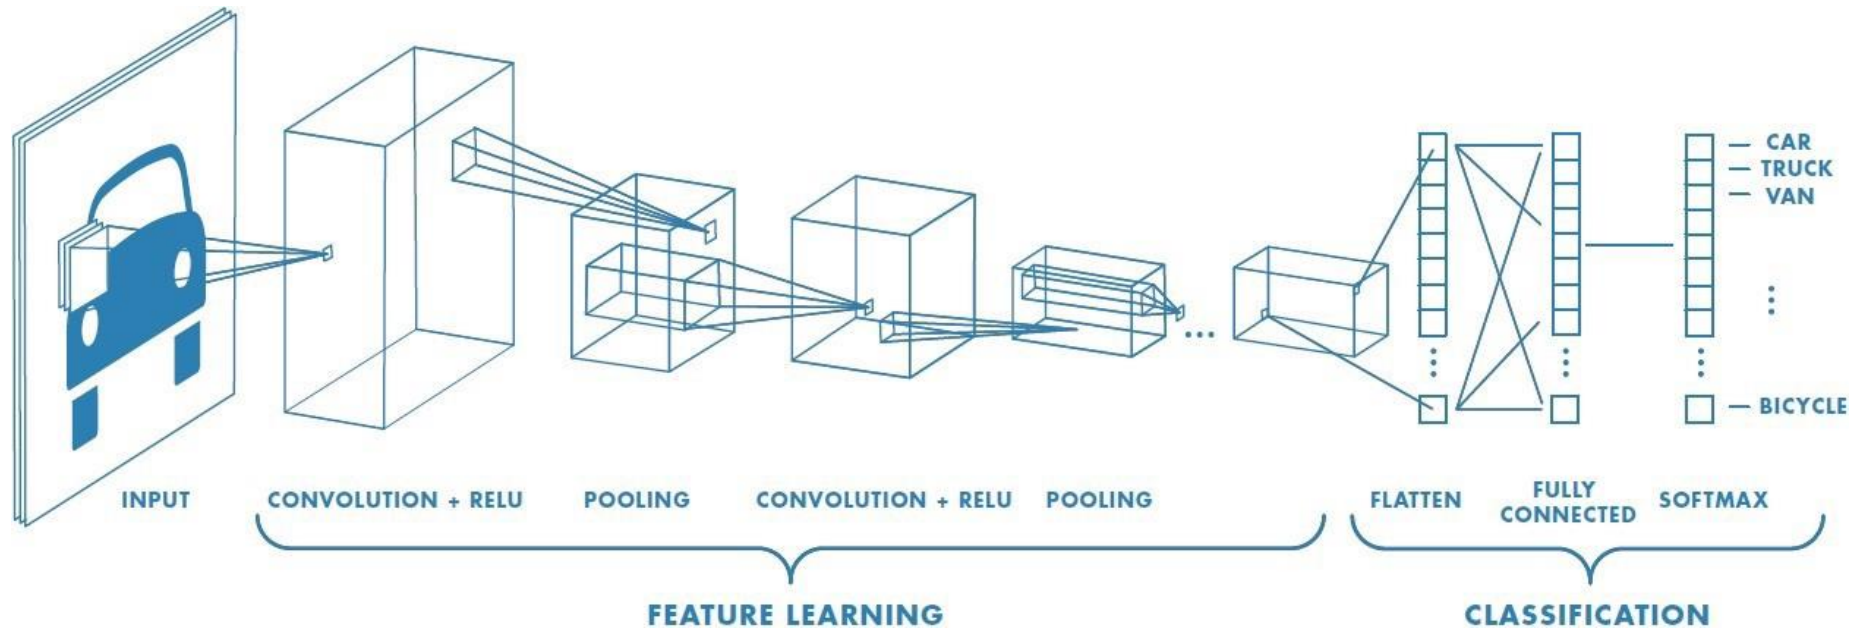 CAR
TRUCK
VAN
BICYCLE
INPUT
CONVOLUTION + RELU
POOLING
CONVOLUTION + RELU
POOLING
FLATTEN
FULLY
CONNECTED
SOFTMAX
FEATURE LEARNING
CLASSIFICATION